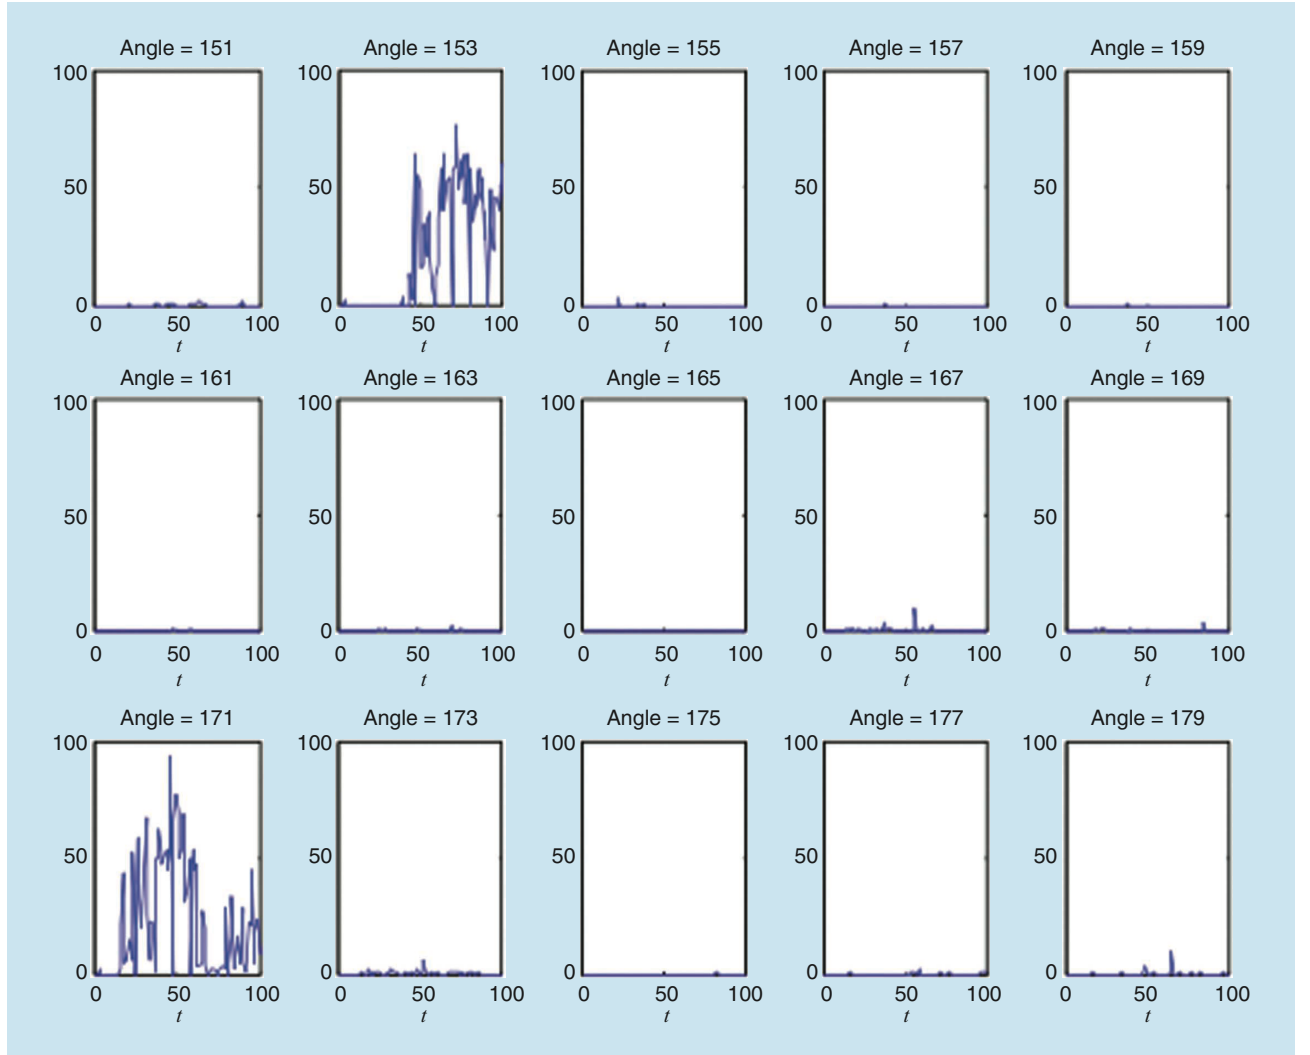 Angle = 151 Angle = 153 Angle = 155 Angle = 157 Angle = 159
100 100 100 100 100
50 50 50 50 50
0 0 0 0 0
0 50 100 0 50 100 0 50 100 0 50 100 0 50 100
t t t t t
Angle = 161 Angle = 163 Angle = 165 Angle = 167 Angle = 169
100 100 100 100 100
50 50 50 50 50
0 0 0 0 0
0 50 100 0 50 100 0 50 100 0 50 100 0 50 100
t t t t t
Angle = 171 Angle = 173 Angle = 175 Angle = 177 Angle = 179
100 100 100 100 100
50 50 50 50 50
0 0 0 0 0
0 50 100 0 50 100 0 50 100 0 50 100 0 50 100
t t t t t